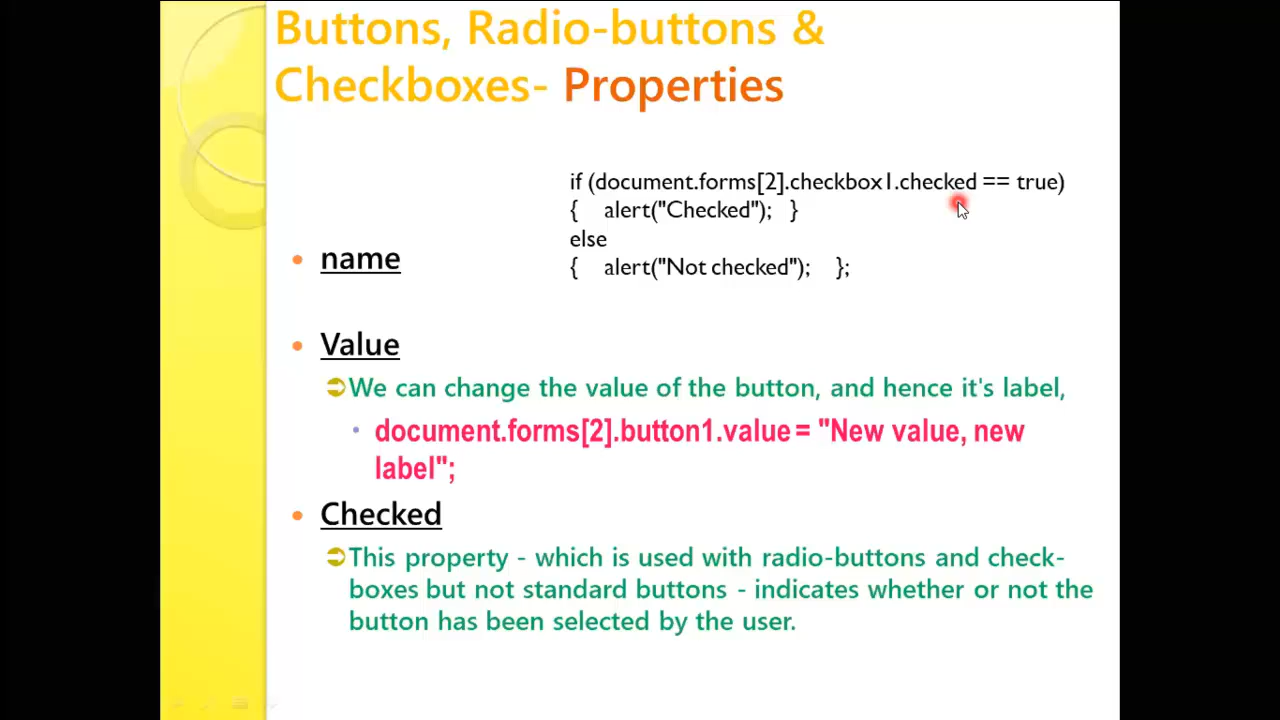 Buttons, Radio-buttons &
Checkboxes- Properties
if (document.forms[2].checkbox1.checked == true)
{ alert("Checked"); }
else
{ alert("Not checked"); };
• name
• Value
We can change the value of the button, and hence it's label,
• document.forms[2].button1.value = "New value, new
label";
• Checked
This property - which is used with radio-buttons and check-
boxes but not standard buttons - indicates whether or not the
button has been selected by the user.